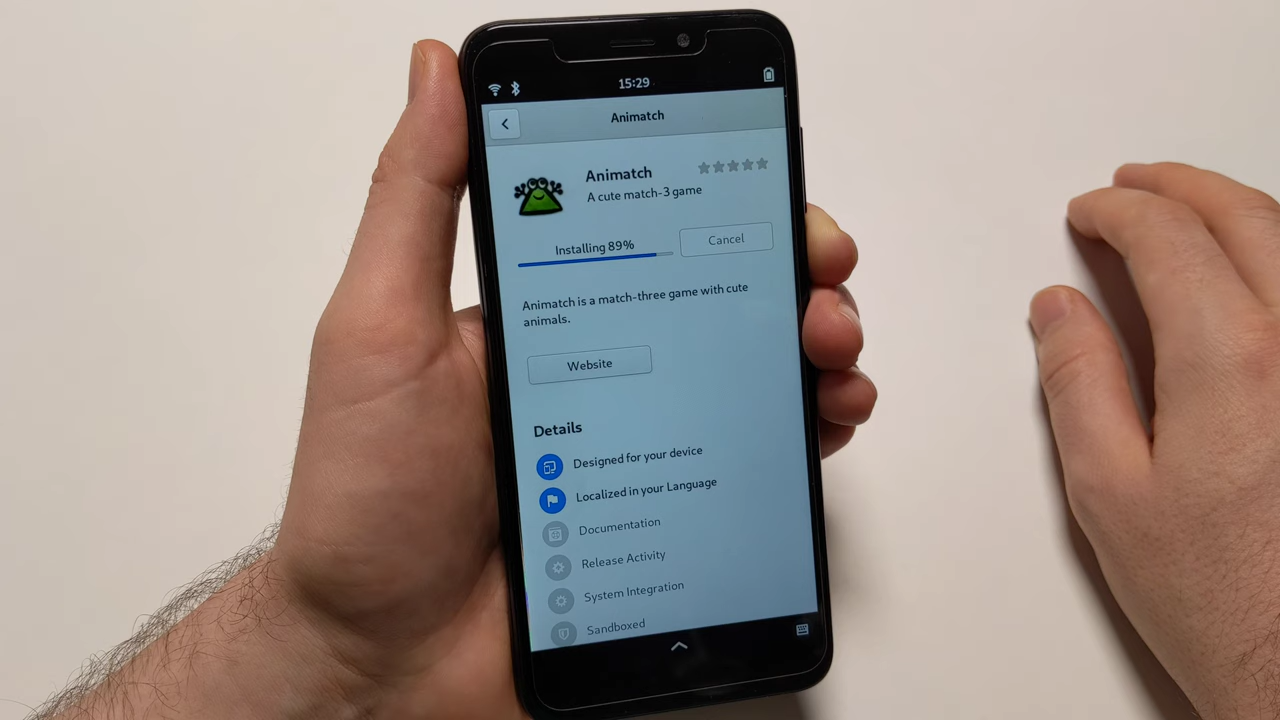 15:29
Animatch
Animatch
A cute match-3 game
Installing 89%
Cancel
Animatch is a match-three game with cute
animals.
Website
Details
Designed for your device
Localized in your Language
Documentation
Release Activity
System Integration
Sandboxed